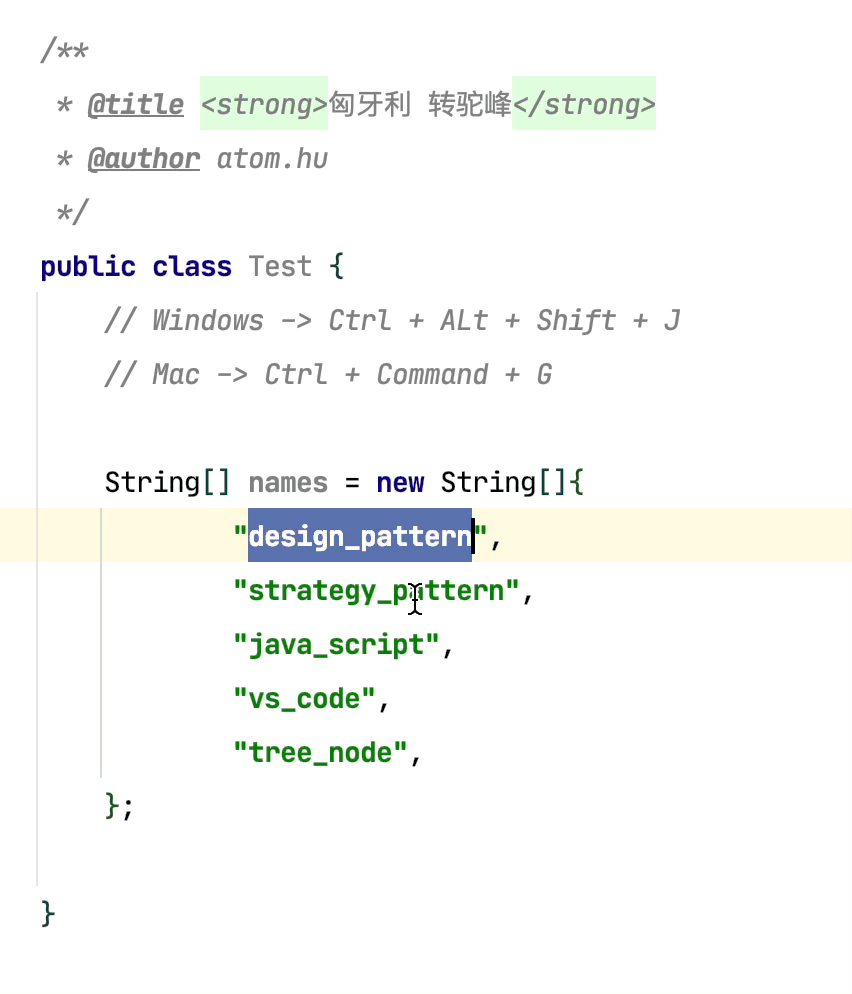 /**
* @title <strong>匈牙利 转驼峰</strong>
* @author atom.hu
*/
public class Test {
// Windows -> Ctrl + ALt + Shift + J
// Mac -> Ctrl + Command + G
String[] names = new String[]{
"design_pattern",
"strategy_pattern",
"java_script",
"vs_code",
"tree_node",
};
}